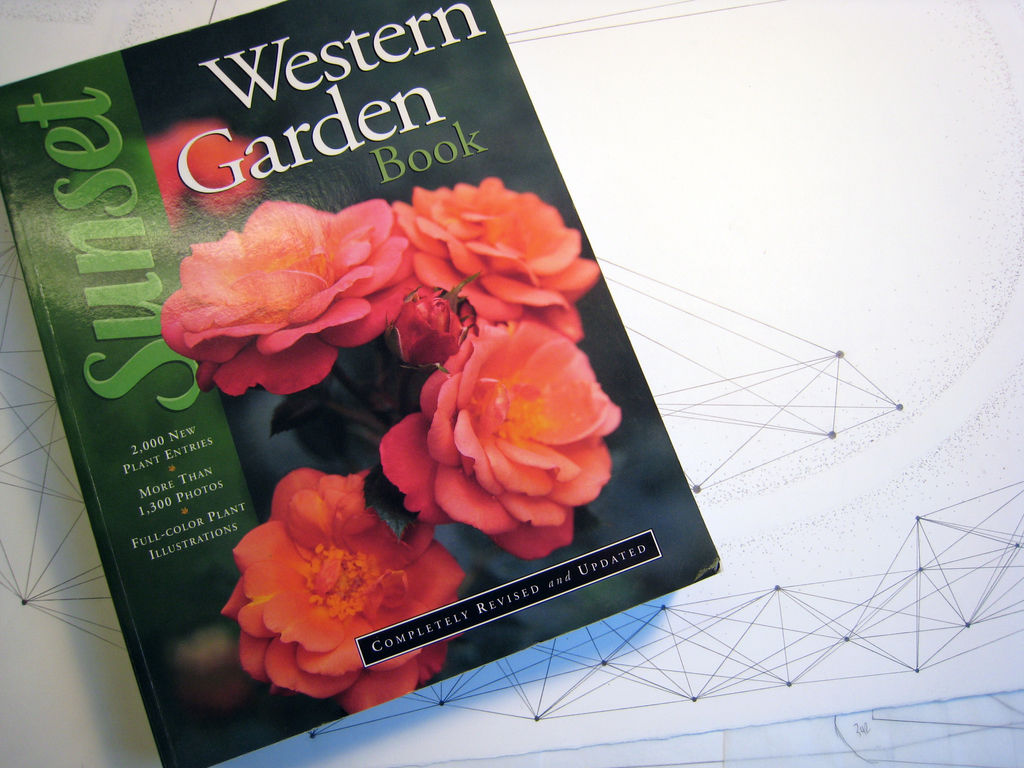 Sunset
Western
Garden
Book
2,000 New
Plant Entries
More Than
1,300 Photos
Full-color Plant
Illustrations
Completely Revised and Updated